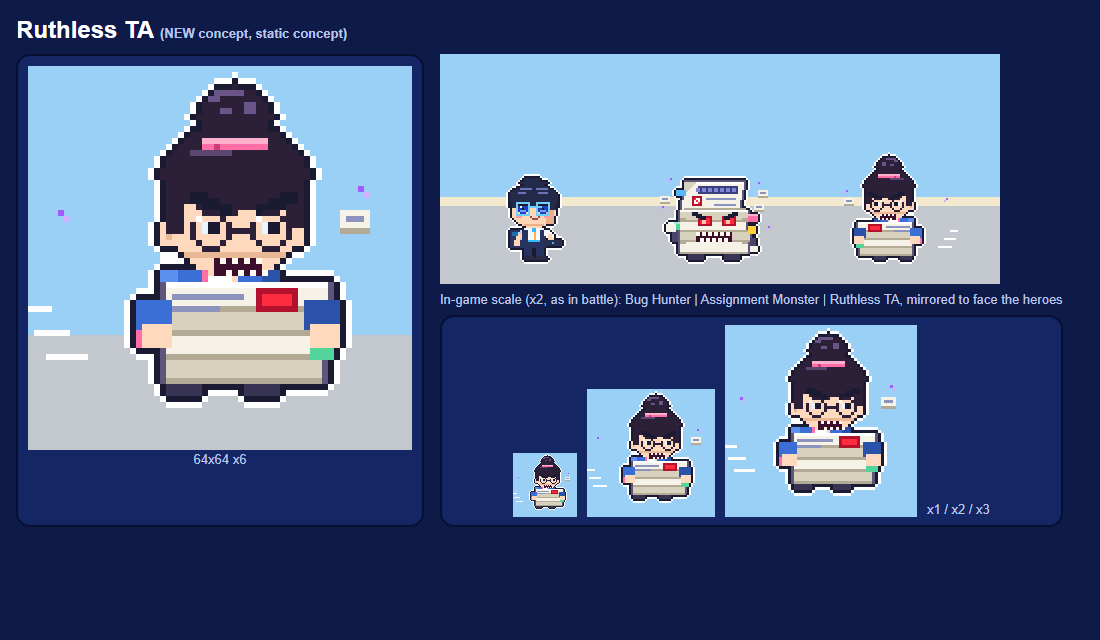 Ruthless TA (NEW concept, static concept)
64x64 x6
In-game scale (x2, as in battle): Bug Hunter | Assignment Monster | Ruthless TA, mirrored to face the heroes
x1 / x2 / x3